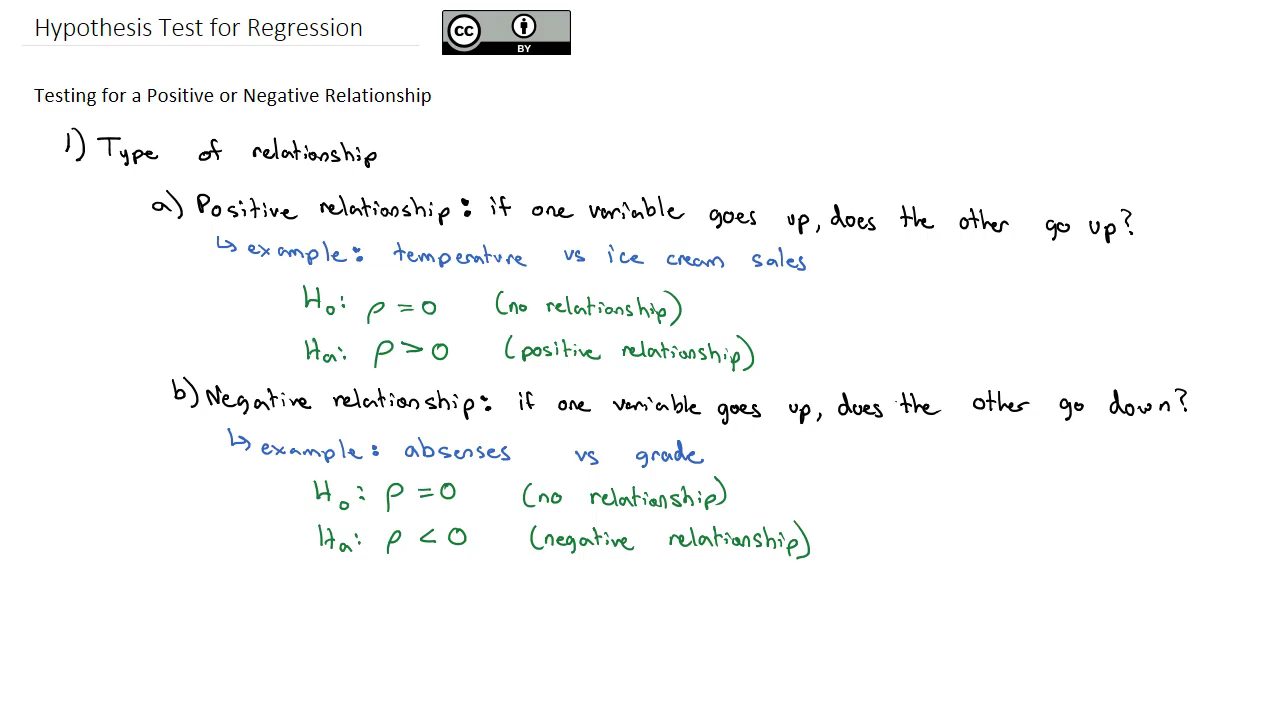 Hypothesis Test for Regression
cc BY
Testing for a Positive or Negative Relationship
1) Type of relationship
a) Positive relationship: if one variable goes up, does the other go up?
↳ example: temperature vs ice cream sales
H₀: ρ = 0 (no relationship)
Hₐ: ρ > 0 (positive relationship)
b) Negative relationship: if one variable goes up, does the other go down?
↳ example: absenses vs grade
H₀: ρ = 0 (no relationship)
Hₐ: ρ < 0 (negative relationship)